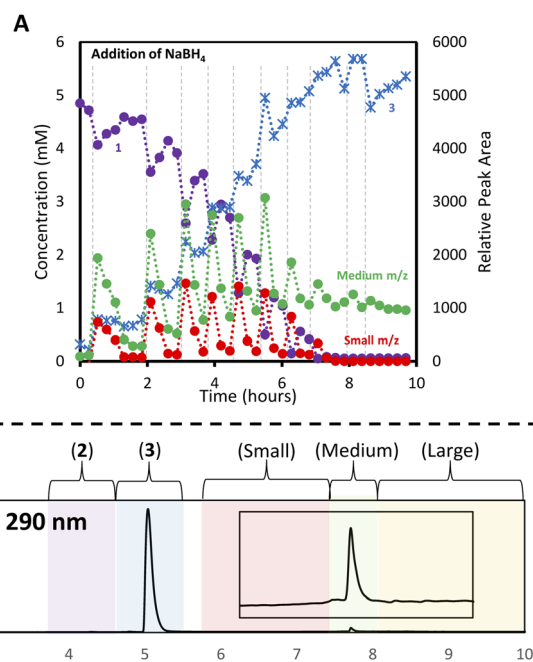 A
Addition of NaBH4
6
5
4
3
2
1
0
Concentration (mM)
6000
5000
4000
3000
2000
1000
0
Relative Peak Area
1
3
Medium m/z
Small m/z
0 2 4 6 8 10
Time (hours)
(2) (3) (Small) (Medium) (Large)
290 nm
4 5 6 7 8 9 10